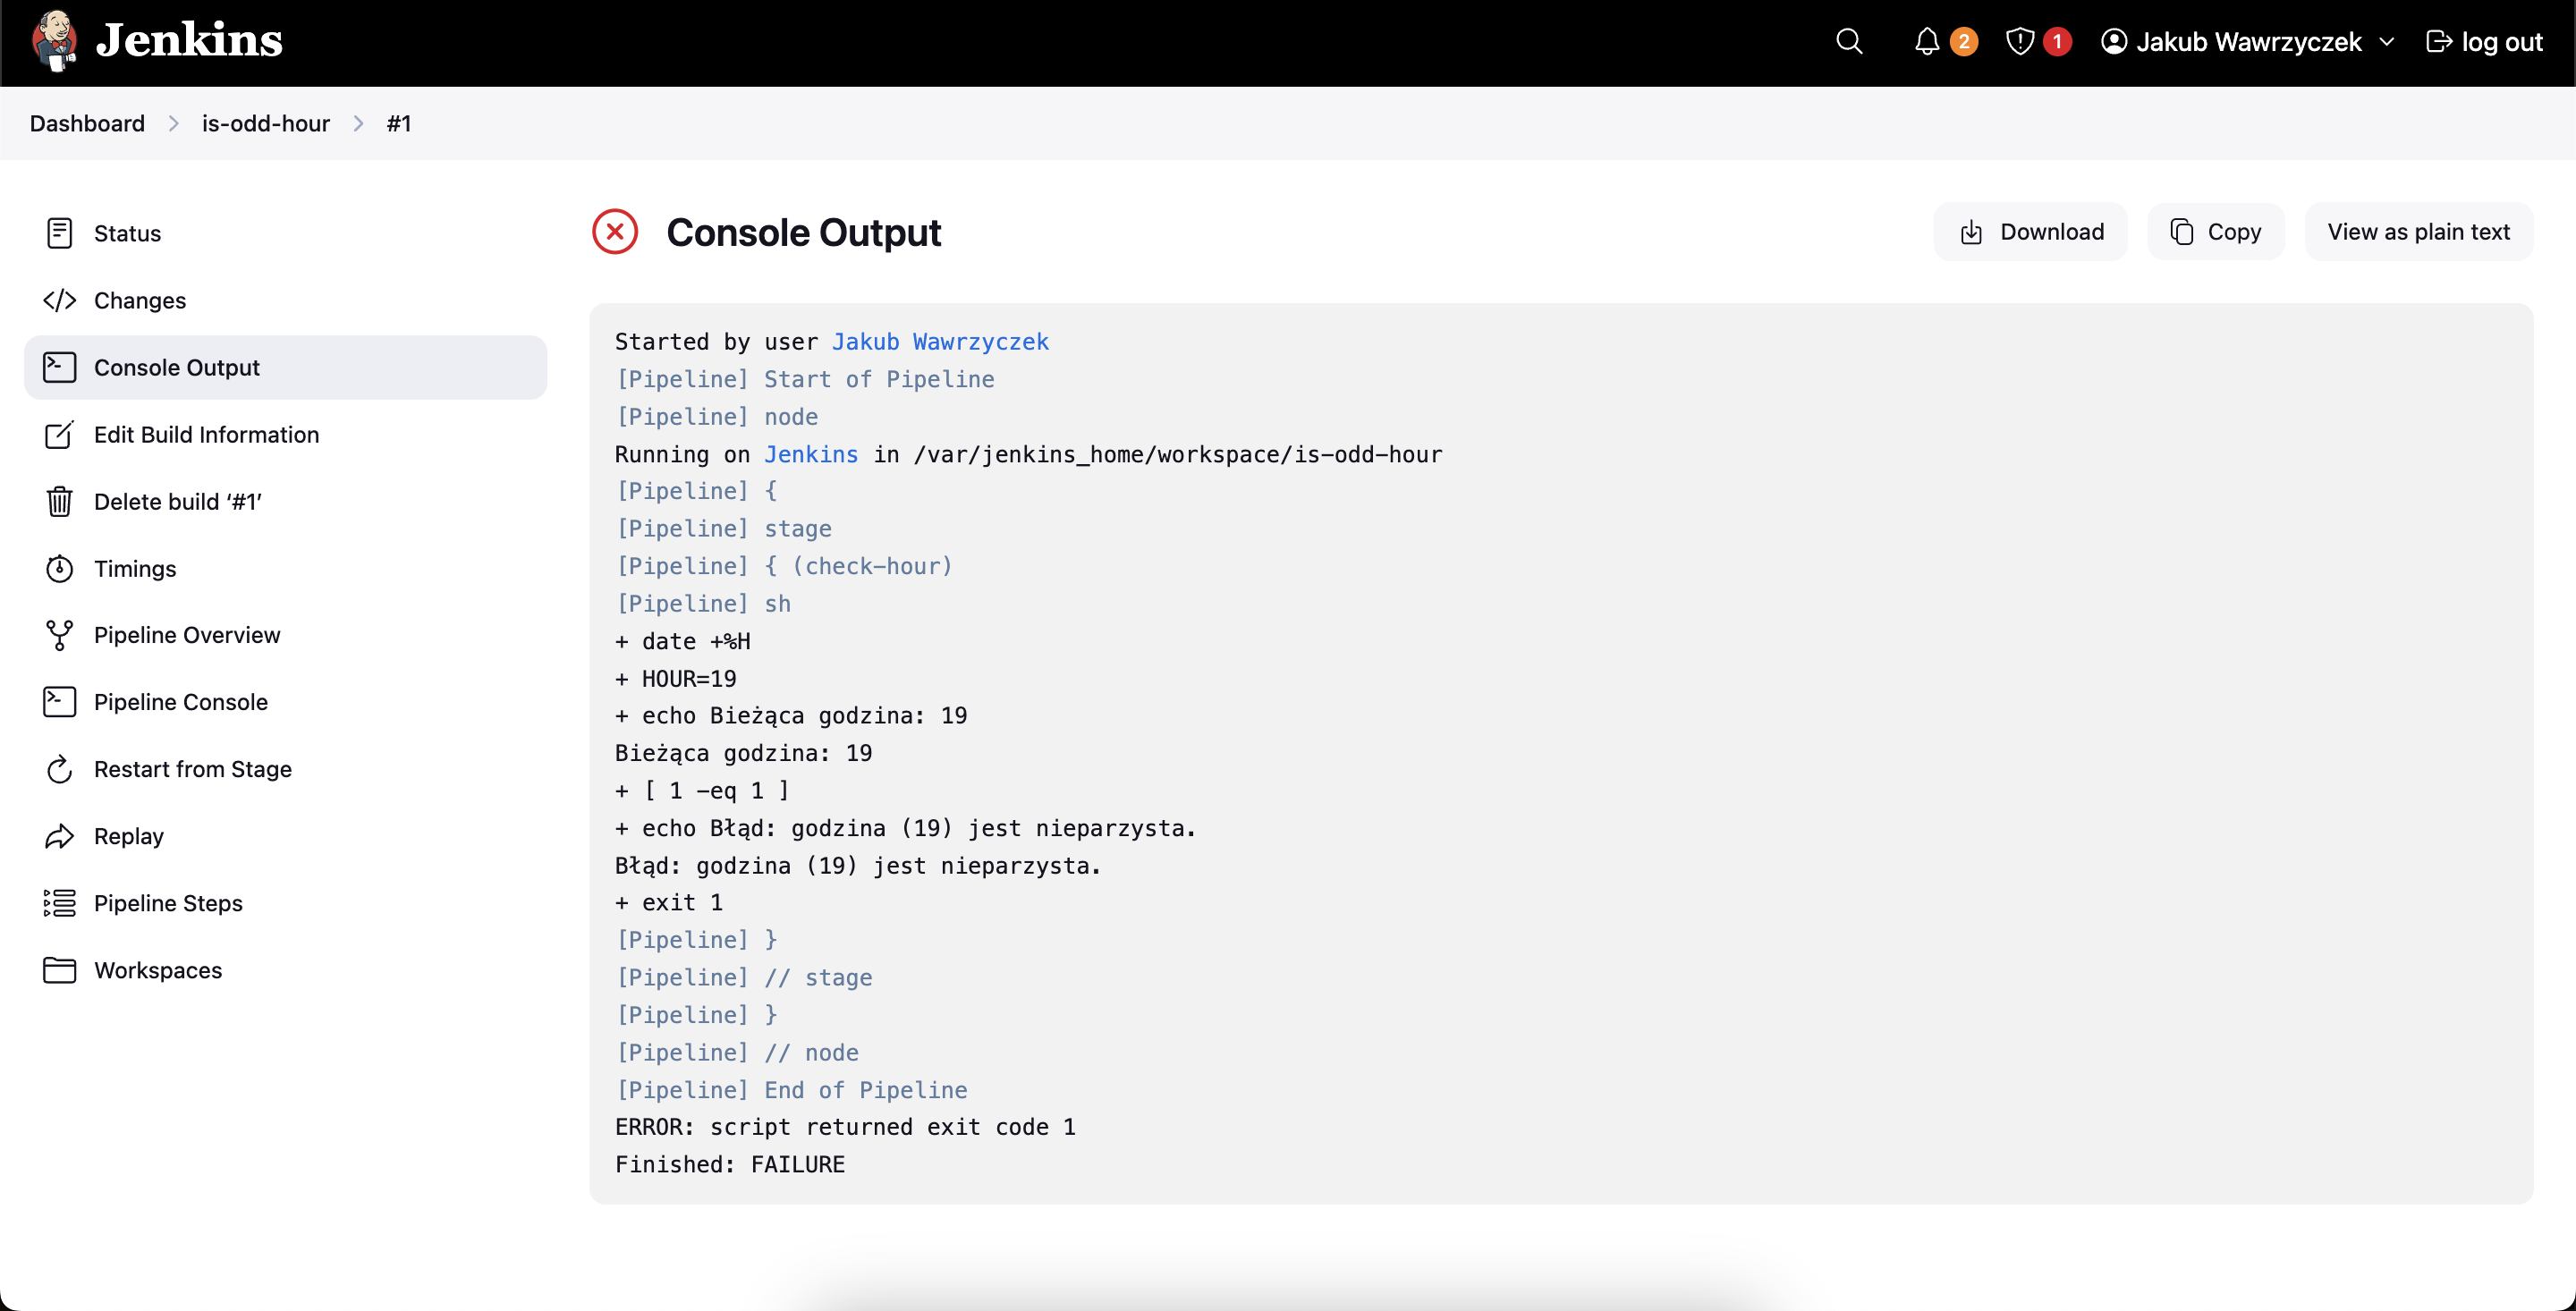 Jenkins
2
1
Jakub Wawrzyczek
log out
Dashboard
is-odd-hour
#1
Status
Changes
Console Output
Edit Build Information
Delete build ‘#1’
Timings
Pipeline Overview
Pipeline Console
Restart from Stage
Replay
Pipeline Steps
Workspaces
Console Output
Download
Copy
View as plain text
Started by user Jakub Wawrzyczek
[Pipeline] Start of Pipeline
[Pipeline] node
Running on Jenkins in /var/jenkins_home/workspace/is-odd-hour
[Pipeline] {
[Pipeline] stage
[Pipeline] { (check-hour)
[Pipeline] sh
+ date +%H
+ HOUR=19
+ echo Bieżąca godzina: 19
Bieżąca godzina: 19
+ [ 1 -eq 1 ]
+ echo Błąd: godzina (19) jest nieparzysta.
Błąd: godzina (19) jest nieparzysta.
+ exit 1
[Pipeline] }
[Pipeline] // stage
[Pipeline] }
[Pipeline] // node
[Pipeline] End of Pipeline
ERROR: script returned exit code 1
Finished: FAILURE